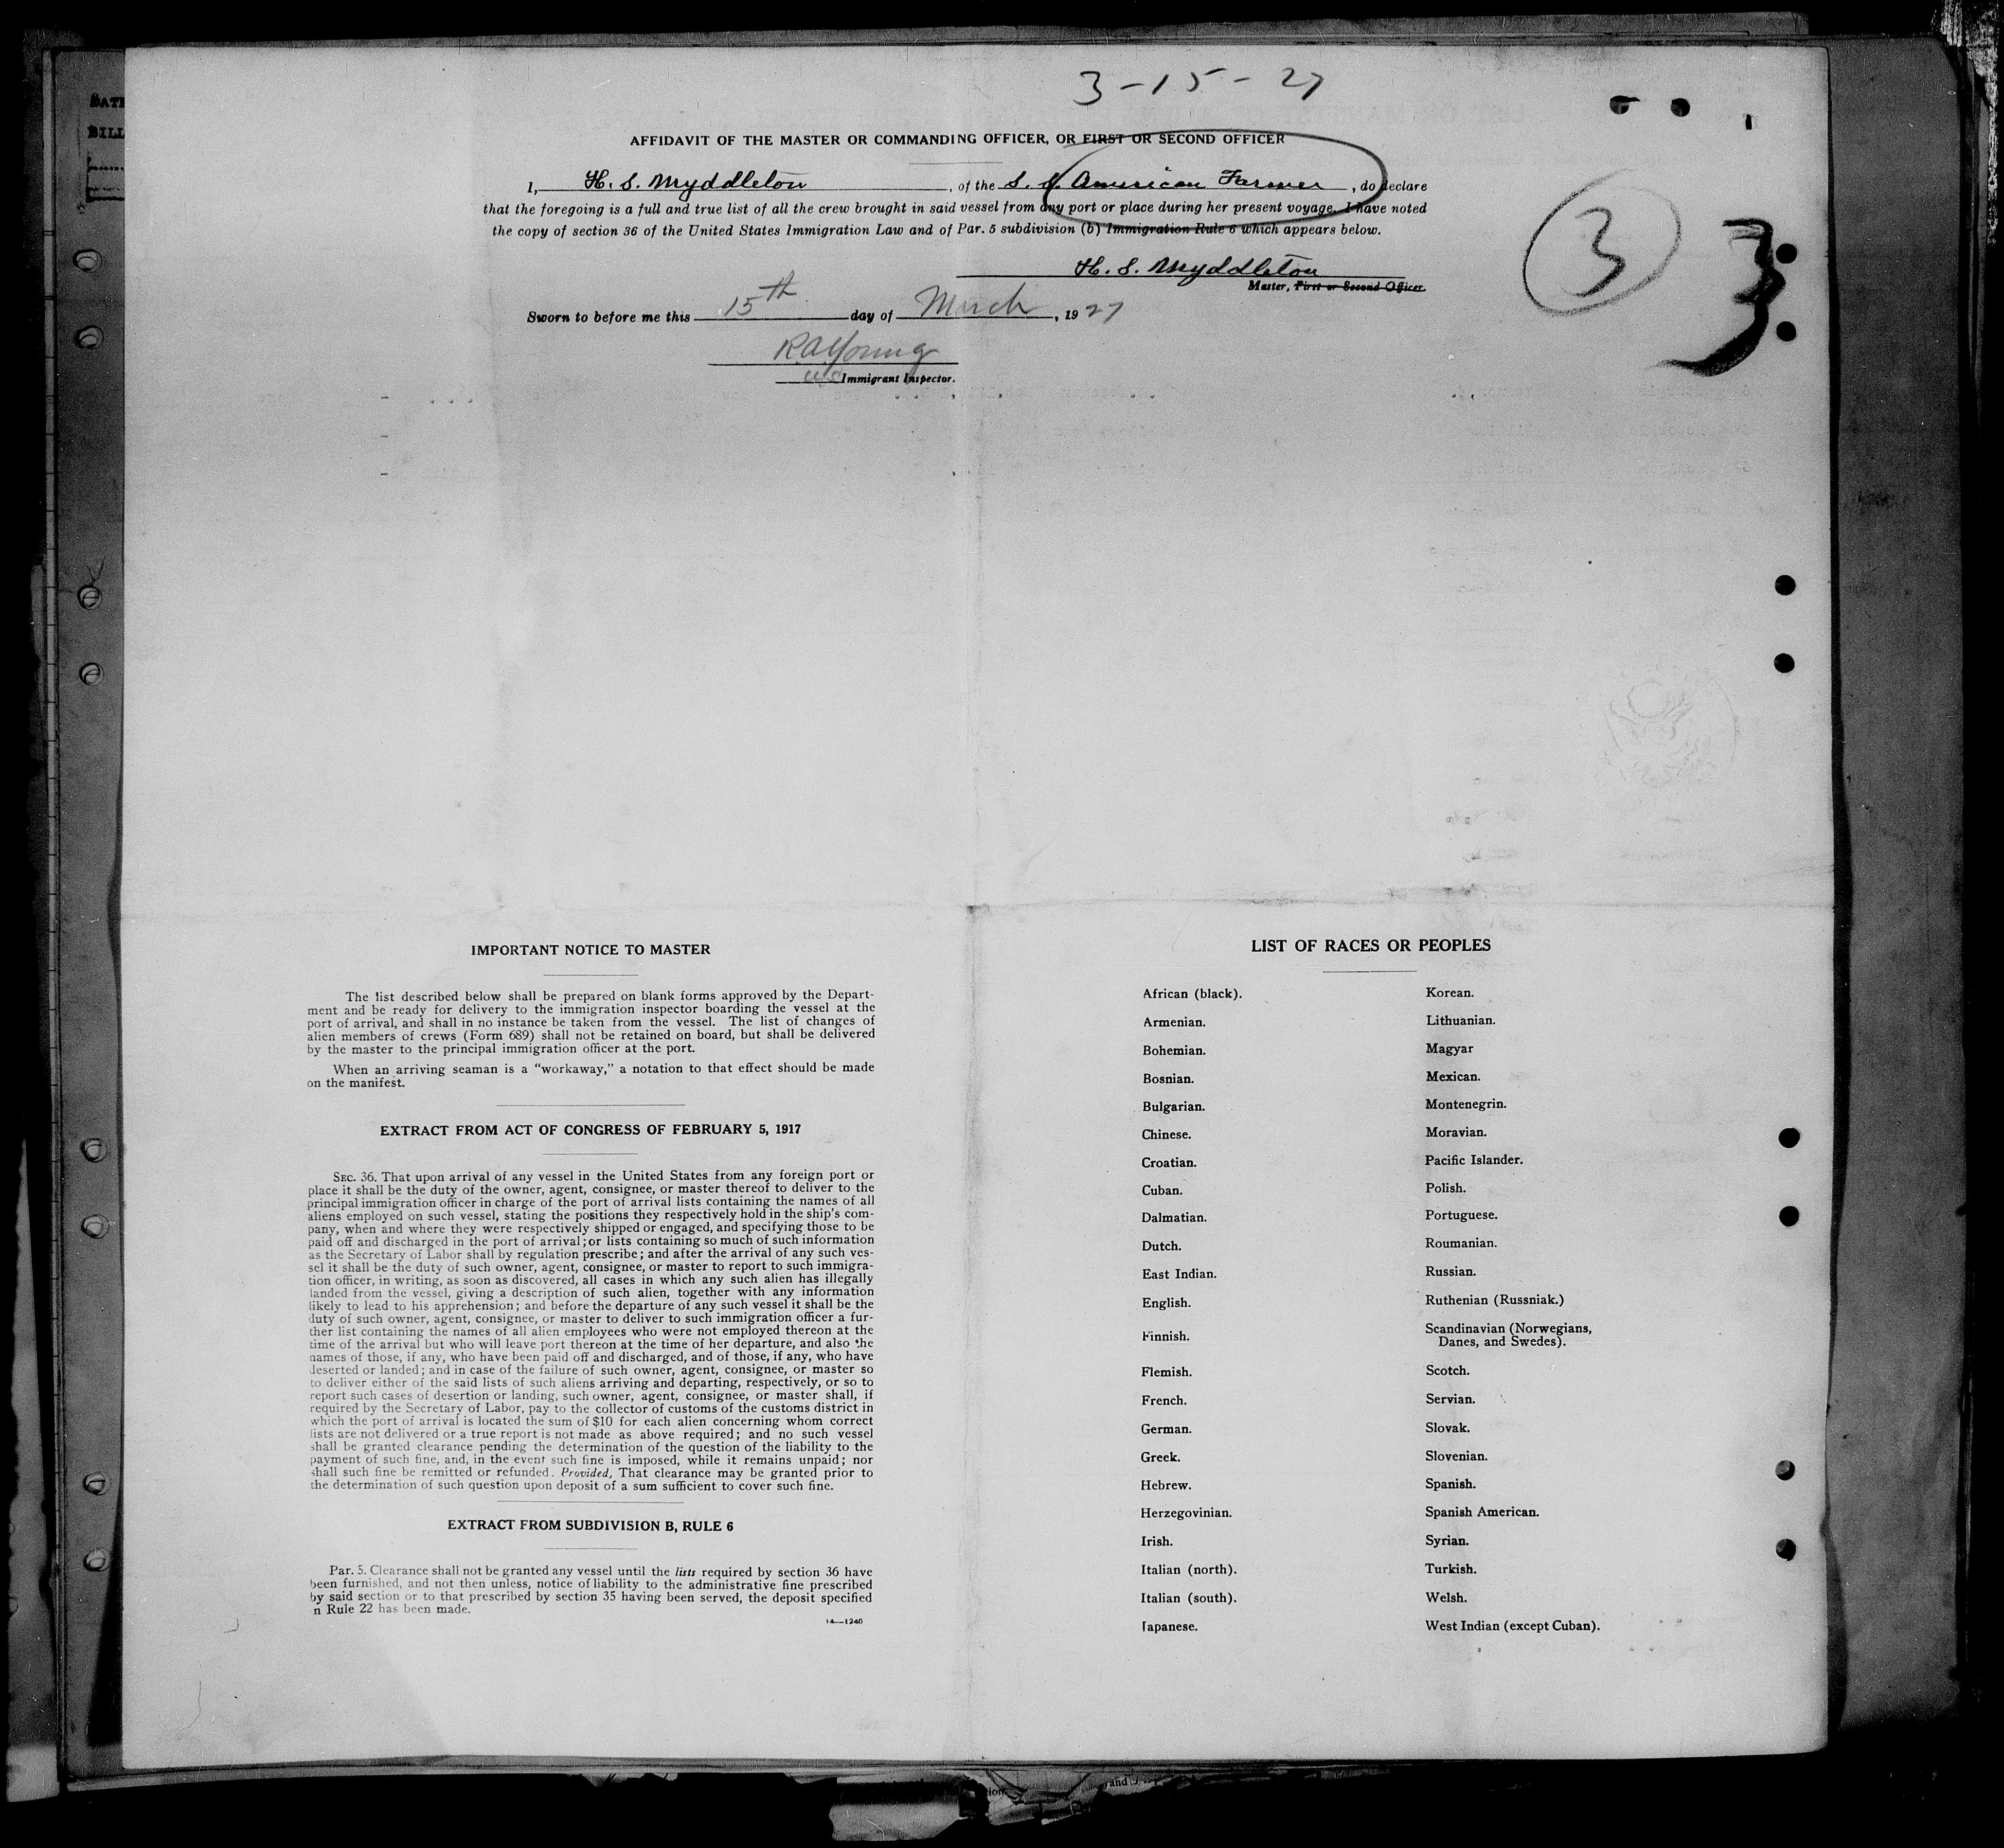 3-15-27
AFFIDAVIT OF THE MASTER OR COMMANDING OFFICER, OR FIRST OR SECOND OFFICER
I, H. S. Myddleton, of the S. S. American Farmer, do declare
that the foregoing is a full and true list of all the crew brought in said vessel from any port or place during her present voyage. I have noted
the copy of section 36 of the United States Immigration Law and of Par. 5 subdivision (b) Immigration Rule 6 which appears below.
3
3
H. S. Myddleton
Master, First or Second Officer.
Sworn to before me this 15th day of March, 1927
R.A. Young
U.S. Immigrant Inspector.
DATE
BILL
IMPORTANT NOTICE TO MASTER
The list described below shall be prepared on blank forms approved by the Depart-
ment and be ready for delivery to the immigration inspector boarding the vessel at the
port of arrival, and shall in no instance be taken from the vessel. The list of changes of
alien members of crews (Form 689) shall not be retained on board, but shall be delivered
by the master to the principal immigration officer at the port.
When an arriving seaman is a "workaway," a notation to that effect should be made
on the manifest.
EXTRACT FROM ACT OF CONGRESS OF FEBRUARY 5, 1917
SEC. 36. That upon arrival of any vessel in the United States from any foreign port or
place it shall be the duty of the owner, agent, consignee, or master thereof to deliver to the
principal immigration officer in charge of the port of arrival lists containing the names of all
aliens employed on such vessel, stating the positions they respectively hold in the ship's com-
pany, when and where they were respectively shipped or engaged, and specifying those to be
paid off and discharged in the port of arrival; or lists containing so much of such information
as the Secretary of Labor shall by regulation prescribe; and after the arrival of any such ves-
sel it shall be the duty of such owner, agent, consignee, or master to report to such immigra-
tion officer, in writing, as soon as discovered, all cases in which any such alien has illegally
landed from the vessel, giving a description of such alien, together with any information
likely to lead to his apprehension; and before the departure of any such vessel it shall be the
duty of such owner, agent, consignee, or master to deliver to such immigration officer a fur-
ther list containing the names of all alien employees who were not employed thereon at the
time of the arrival but who will leave port thereon at the time of her departure, and also the
names of those, if any, who have been paid off and discharged, and of those, if any, who have
deserted or landed; and in case of the failure of such owner, agent, consignee, or master so
to deliver either of the said lists of such aliens arriving and departing, respectively, or so to
report such cases of desertion or landing, such owner, agent, consignee, or master shall, if
required by the Secretary of Labor, pay to the collector of customs of the customs district in
which the port of arrival is located the sum of $10 for each alien concerning whom correct
lists are not delivered or a true report is not made as above required; and no such vessel
shall be granted clearance pending the determination of the question of the liability to the
payment of such fine, and, in the event such fine is imposed, while it remains unpaid; nor
shall such fine be remitted or refunded. Provided, That clearance may be granted prior to
the determination of such question upon deposit of a sum sufficient to cover such fine.
EXTRACT FROM SUBDIVISION B, RULE 6
Par. 5. Clearance shall not be granted any vessel until the lists required by section 36 have
been furnished, and not then unless, notice of liability to the administrative fine prescribed
by said section or to that prescribed by section 35 having been served, the deposit specified
n Rule 22 has been made.
14—1240
LIST OF RACES OR PEOPLES
African (black).
Armenian.
Bohemian.
Bosnian.
Bulgarian.
Chinese.
Croatian.
Cuban.
Dalmatian.
Dutch.
East Indian.
English.
Finnish.
Flemish.
French.
German.
Greek.
Hebrew.
Herzegovinian.
Irish.
Italian (north).
Italian (south).
Japanese.
Korean.
Lithuanian.
Magyar
Mexican.
Montenegrin.
Moravian.
Pacific Islander.
Polish.
Portuguese.
Roumanian.
Russian.
Ruthenian (Russniak.)
Scandinavian (Norwegians,
Danes, and Swedes).
Scotch.
Servian.
Slovak.
Slovenian.
Spanish.
Spanish American.
Syrian.
Turkish.
Welsh.
West Indian (except Cuban).